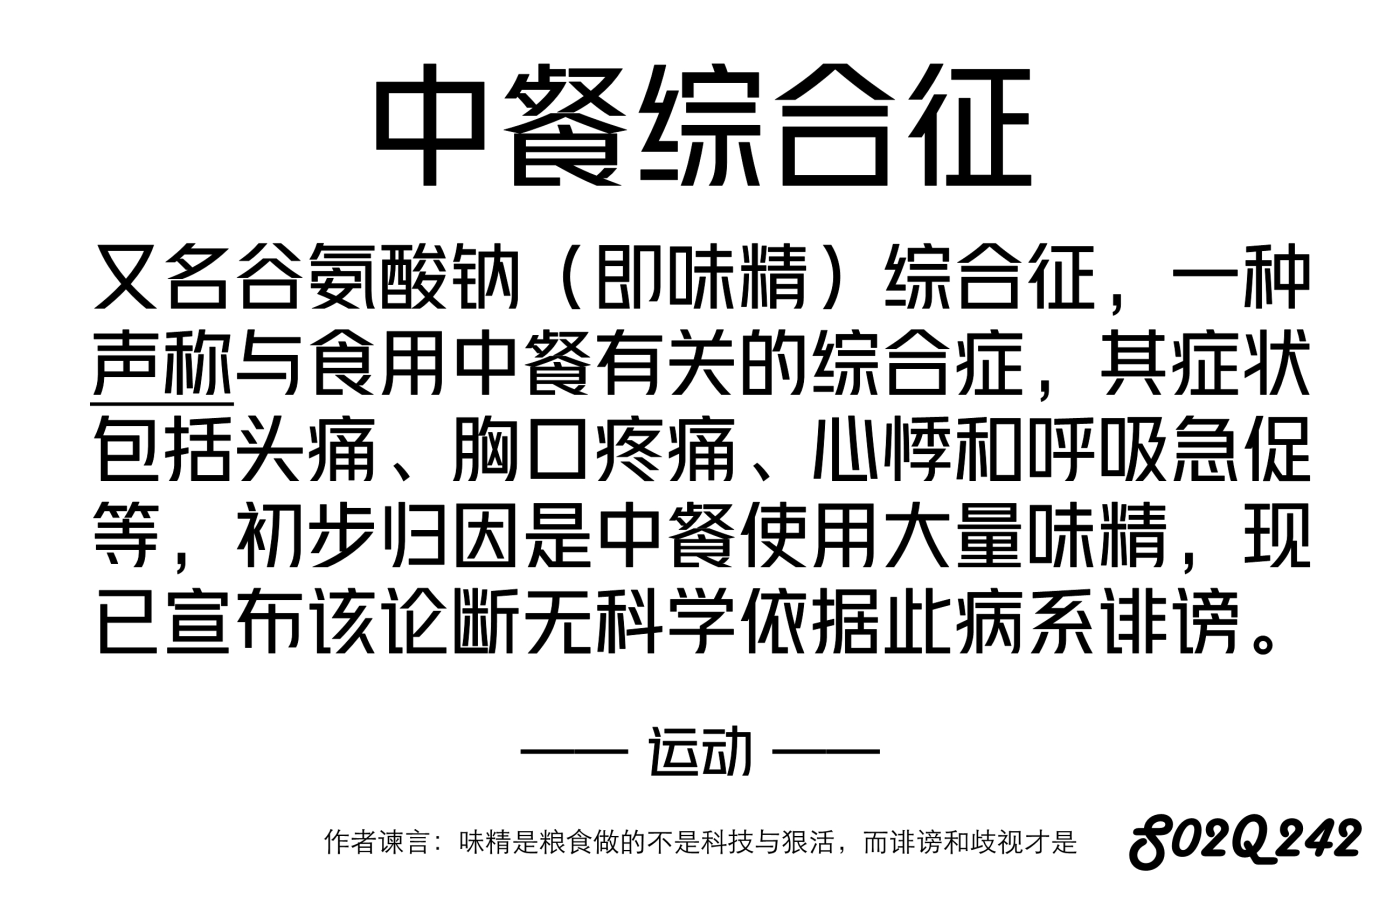 中餐综合征
又名谷氨酸钠（即味精）综合征，一种
声称与食用中餐有关的综合症，其症状
包括头痛、胸口疼痛、心悸和呼吸急促
等，初步归因是中餐使用大量味精，现
已宣布该论断无科学依据此病系诽谤。
—— 运动 ——
作者谏言：味精是粮食做的不是科技与狠活，而诽谤和歧视才是
S02Q242